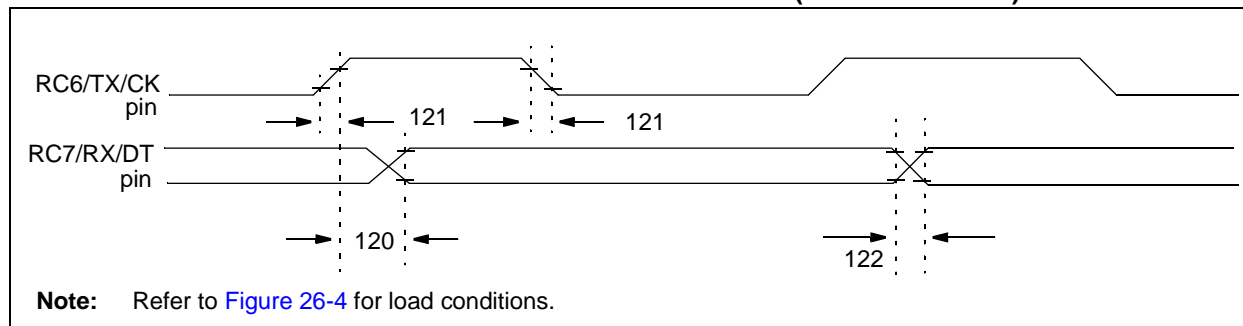 RC6/TX/CK
pin
121
121
RC7/RX/DT
pin
120
122
Note: Refer to Figure 26-4 for load conditions.